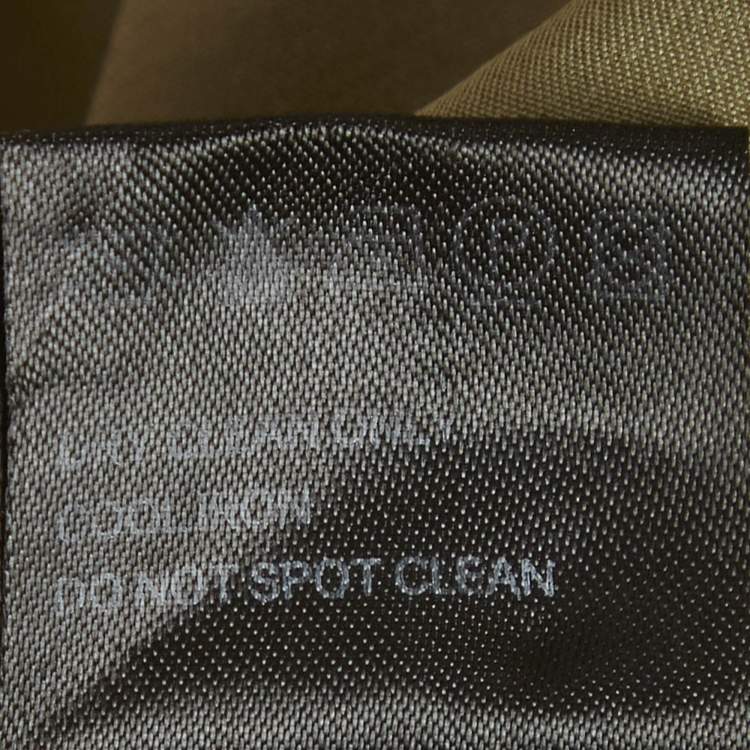 P
DRY CLEAN ONLY
COOL IRON
DO NOT SPOT CLEAN